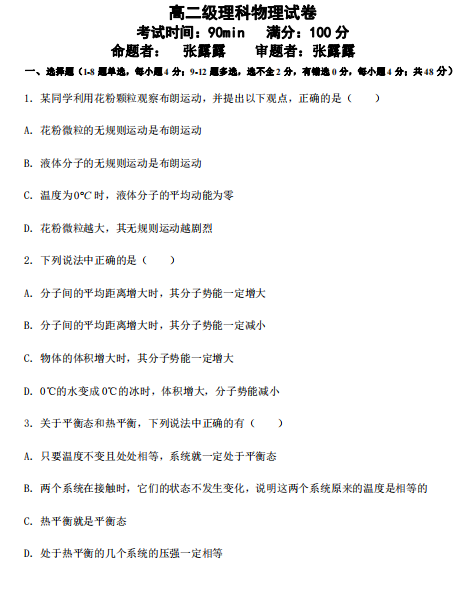 高二级理科物理试卷
考试时间：90min 满分：100 分
命题者： 张露露 审题者：张露露
一、选择题（1-8 题单选，每小题 4 分；9-12 题多选，选不全 2 分，有错选 0 分，每小题 4 分；共 48 分）
1．某同学利用花粉颗粒观察布朗运动，并提出以下观点，正确的是（ ）
A．花粉微粒的无规则运动是布朗运动
B．液体分子的无规则运动是布朗运动
C．温度为0°C 时，液体分子的平均动能为零
D．花粉微粒越大，其无规则运动越剧烈
2．下列说法中正确的是（ ）
A．分子间的平均距离增大时，其分子势能一定增大
B．分子间的平均距离增大时，其分子势能一定减小
C．物体的体积增大时，其分子势能一定增大
D．0℃的水变成 0℃的冰时，体积增大，分子势能减小
3．关于平衡态和热平衡，下列说法中正确的有（ ）
A．只要温度不变且处处相等，系统就一定处于平衡态
B．两个系统在接触时，它们的状态不发生变化，说明这两个系统原来的温度是相等的
C．热平衡就是平衡态
D．处于热平衡的几个系统的压强一定相等